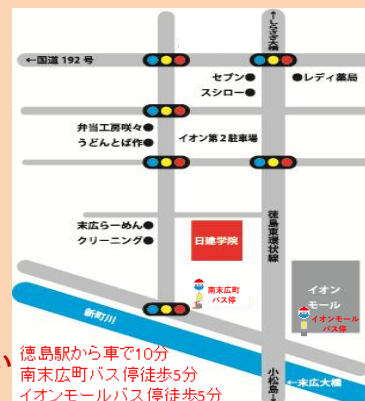 ↑しらさぎ大橋
←国道192号
セブン
スシロー
レディ薬局
弁当工房咲々
うどんとば作
イオン第2駐車場
末広らーめん
クリーニング
日建学院
徳島東環状線
南末広町
バス停
イオン
モール
イオンモール
バス停
新町川
小松島↓
←末広大橋
い
徳島駅から車で10分
南末広町バス停徒歩5分
イオンモールバス停徒歩5分